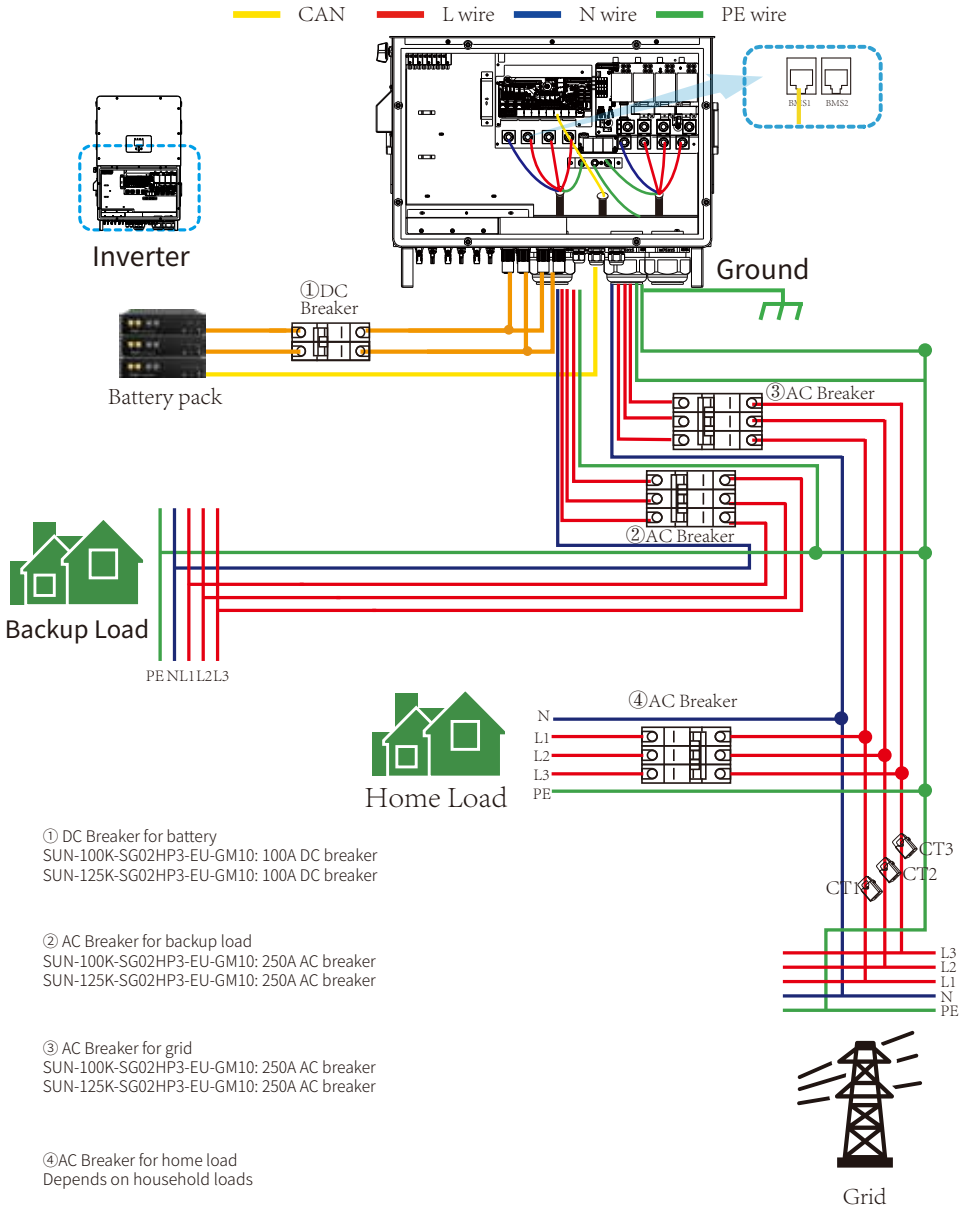 CAN L wire N wire PE wire
BMS1 BMS2
Inverter
Ground
①DC
Breaker
Battery pack
③AC Breaker
②AC Breaker
Backup Load
PE N L1 L2 L3
④AC Breaker
N
L1
L2
L3
PE
Home Load
① DC Breaker for battery
SUN-100K-SG02HP3-EU-GM10: 100A DC breaker
SUN-125K-SG02HP3-EU-GM10: 100A DC breaker
CT3
CT2
CT1
② AC Breaker for backup load
SUN-100K-SG02HP3-EU-GM10: 250A AC breaker
SUN-125K-SG02HP3-EU-GM10: 250A AC breaker
L3
L2
L1
N
PE
③ AC Breaker for grid
SUN-100K-SG02HP3-EU-GM10: 250A AC breaker
SUN-125K-SG02HP3-EU-GM10: 250A AC breaker
④AC Breaker for home load
Depends on household loads
Grid